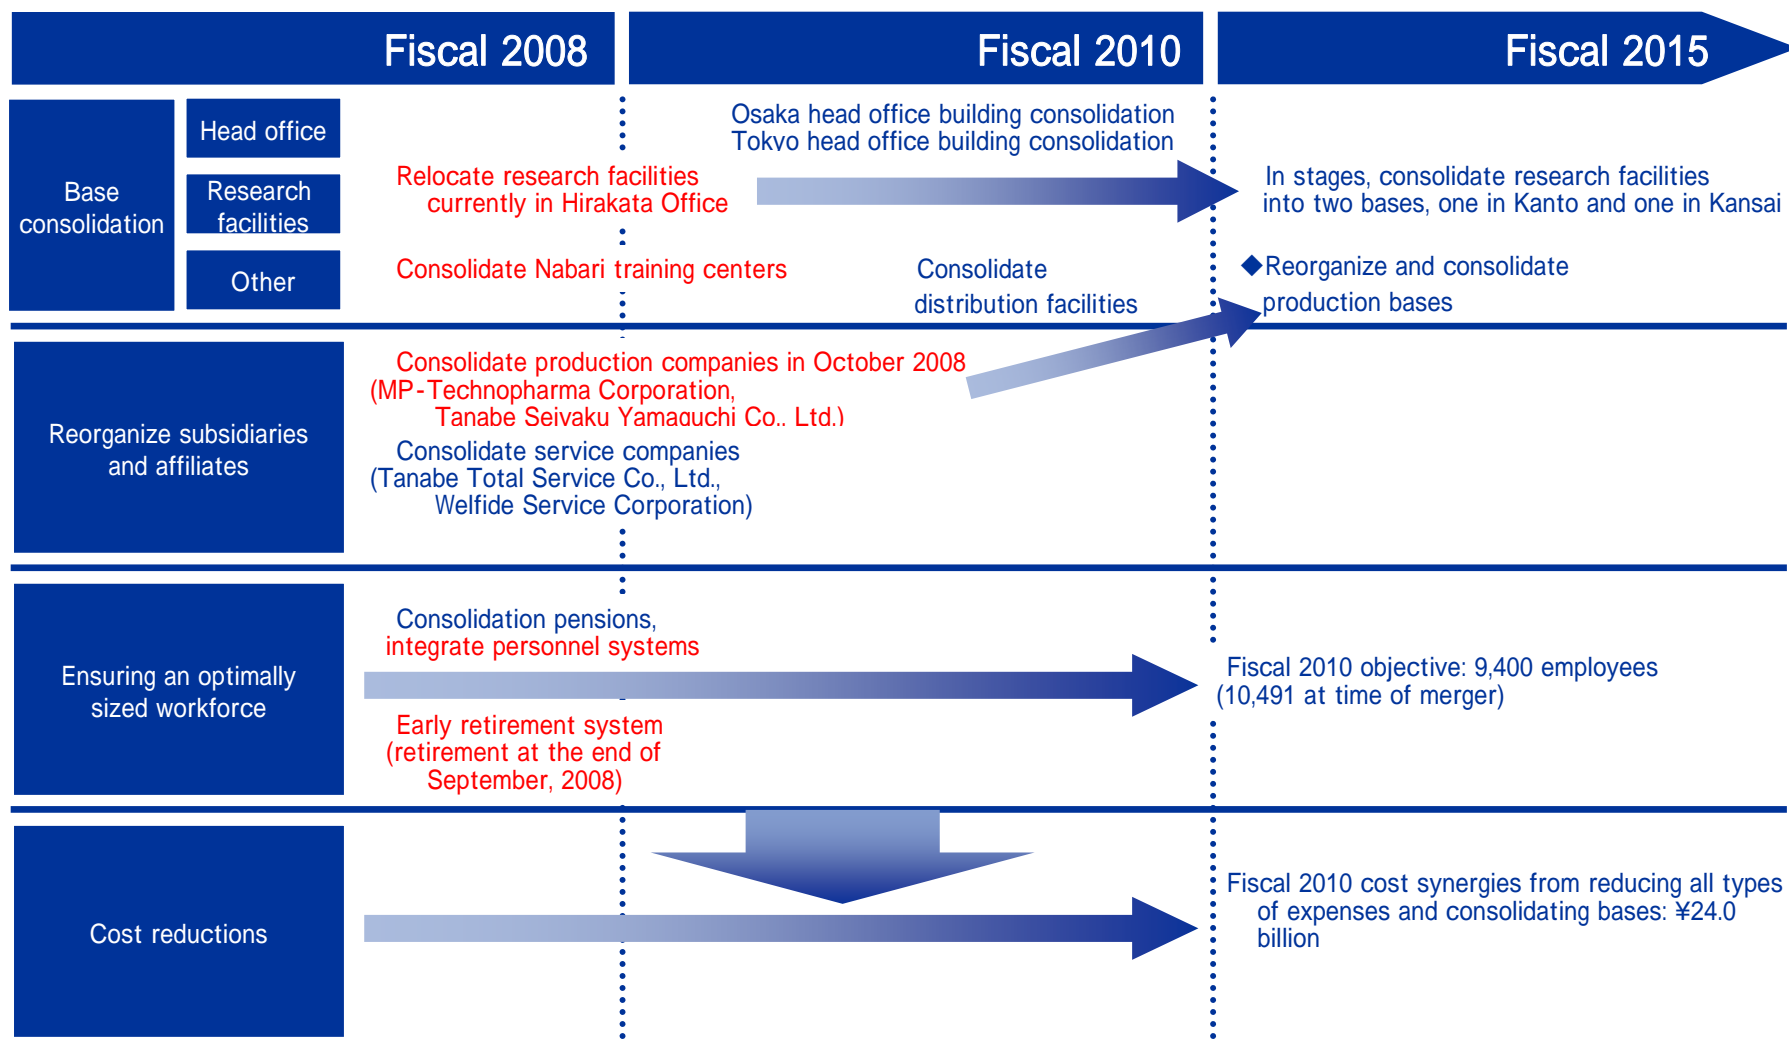 Fiscal 2008
Fiscal 2010
Fiscal 2015
Base
consolidation
Head office
Osaka head office building consolidation
Tokyo head office building consolidation
Research
facilities
Relocate research facilities
currently in Hirakata Office
In stages, consolidate research facilities
into two bases, one in Kanto and one in Kansai
Other
Consolidate Nabari training centers
Consolidate
distribution facilities
◆Reorganize and consolidate
production bases
Reorganize subsidiaries
and affiliates
Consolidate production companies in October 2008
(MP-Technopharma Corporation,
Tanabe Seiyaku Yamaguchi Co., Ltd.)
Consolidate service companies
(Tanabe Total Service Co., Ltd.,
Welfide Service Corporation)
Ensuring an optimally
sized workforce
Consolidation pensions,
integrate personnel systems
Early retirement system
(retirement at the end of
September, 2008)
Fiscal 2010 objective: 9,400 employees
(10,491 at time of merger)
Cost reductions
Fiscal 2010 cost synergies from reducing all types
of expenses and consolidating bases: ¥24.0
billion